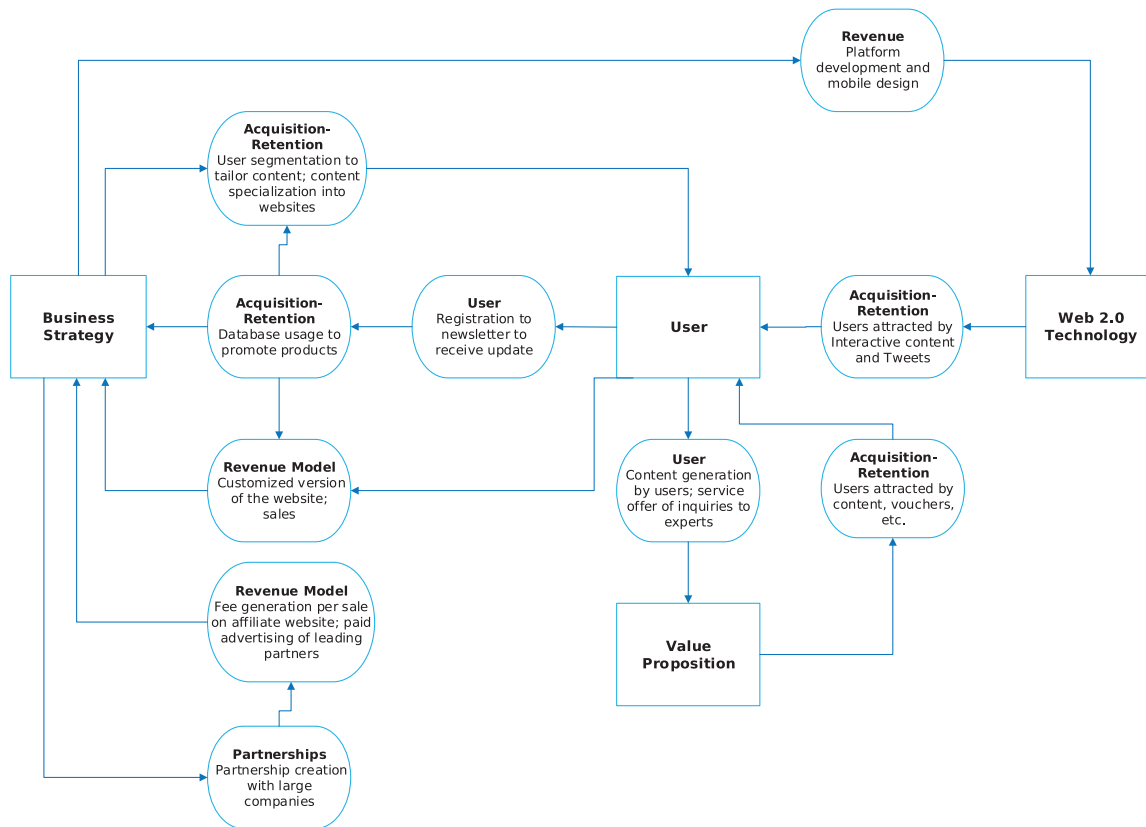 Revenue
Platform
development and
mobile design
Acquisition-
Retention
User segmentation to
tailor content; content
specialization into
websites
Business
Strategy
Acquisition-
Retention
Database usage to
promote products
User
Registration to
newsletter to
receive update
User
Acquisition-
Retention
Users attracted by
Interactive content
and Tweets
Web 2.0
Technology
Revenue Model
Customized version
of the website;
sales
User
Content generation
by users; service
offer of inquiries to
experts
Acquisition-
Retention
Users attracted by
content, vouchers,
etc.
Revenue Model
Fee generation per sale
on affiliate website; paid
advertising of leading
partners
Value
Proposition
Partnerships
Partnership creation
with large
companies